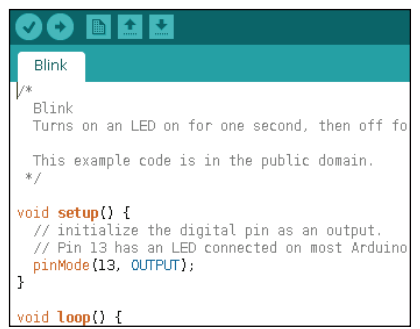 Blink
/*
Blink
Turns on an LED on for one second, then off fo
This example code is in the public domain.
*/
void setup() {
// initialize the digital pin as an output.
// Pin 13 has an LED connected on most Arduino
pinMode(13, OUTPUT);
}
void loop() {